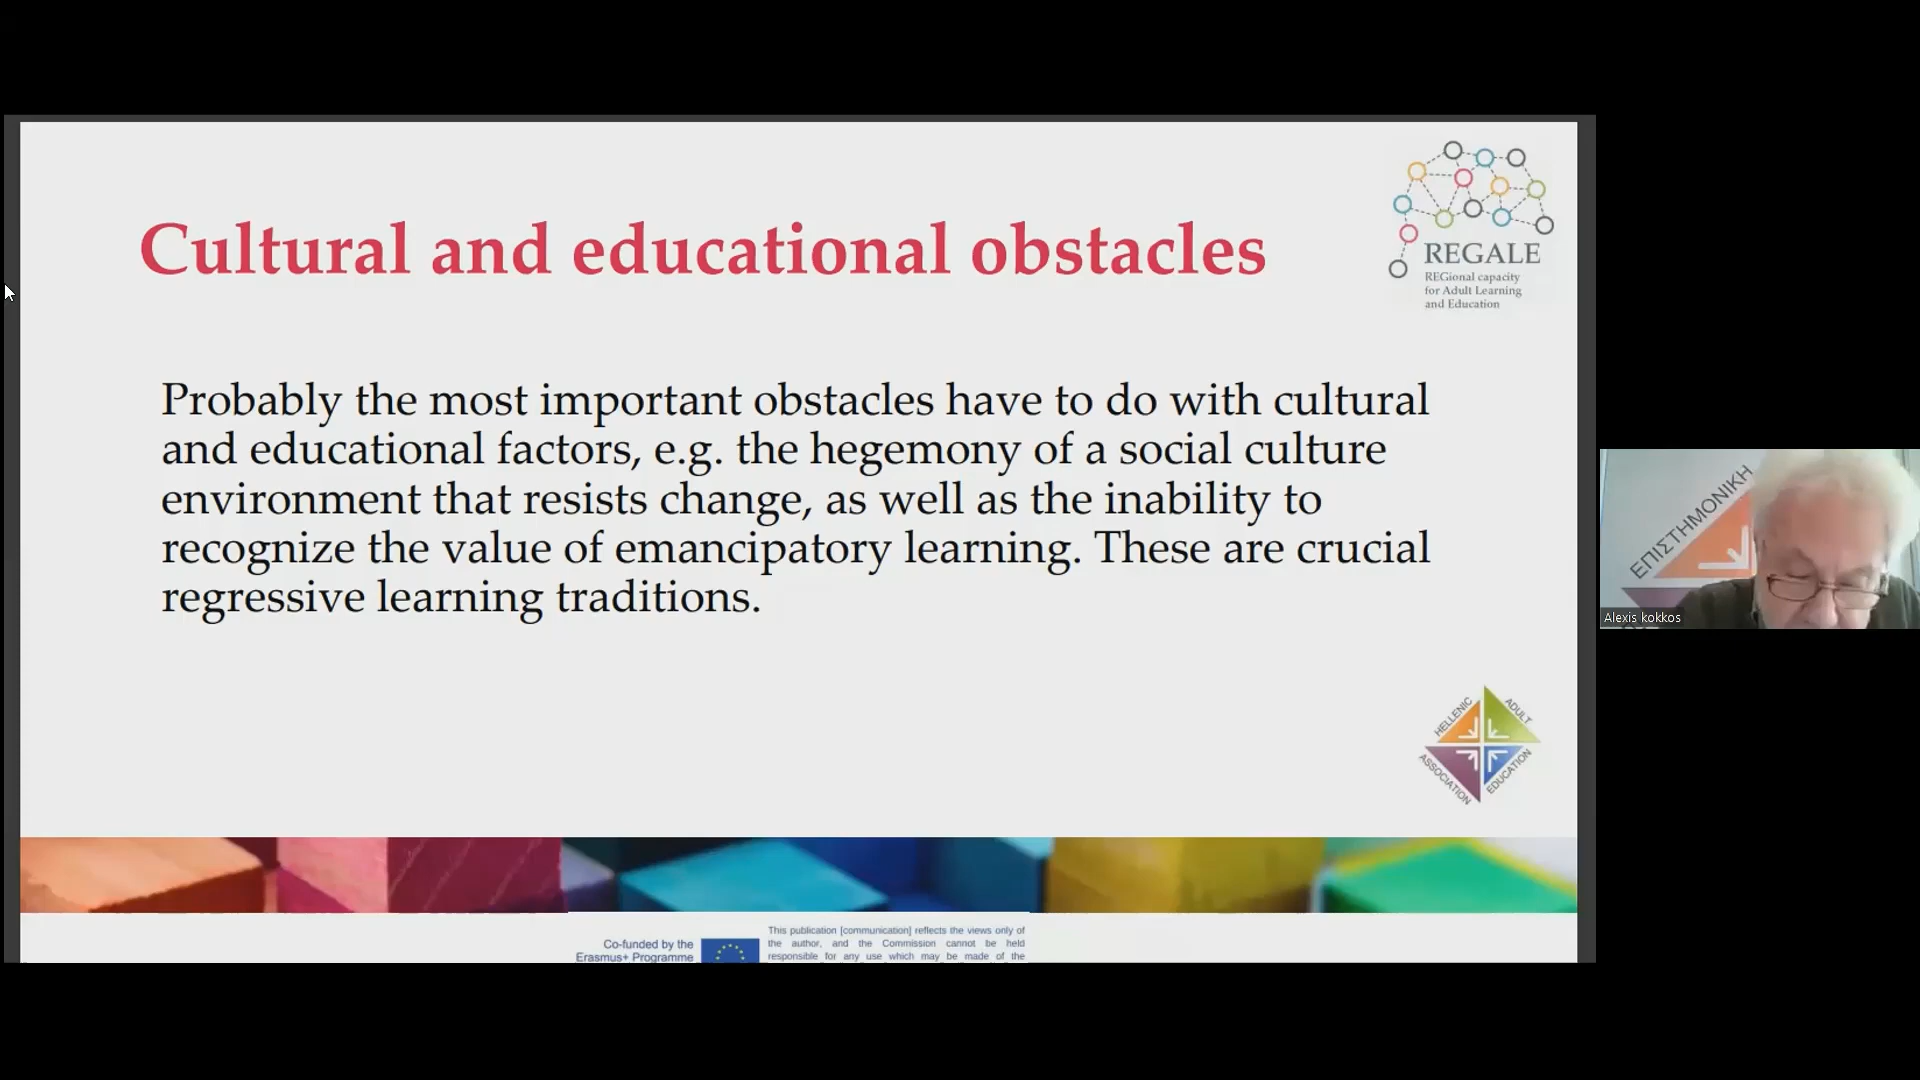 Cultural and educational obstacles
REGALE
REGional capacity
for Adult Learning
and Education
Probably the most important obstacles have to do with cultural
and educational factors, e.g. the hegemony of a social culture
environment that resists change, as well as the inability to
recognize the value of emancipatory learning. These are crucial
regressive learning traditions.
ΕΠΙΣΤΗΜΟΝΙΚΗ
Alexis kokkos
HELLENIC
ADULT
ASSOCIATION
EDUCATION
Co-funded by the
Erasmus+ Programme
This publication [communication] reflects the views only of
the author, and the Commission cannot be held
responsible for any use which may be made of the